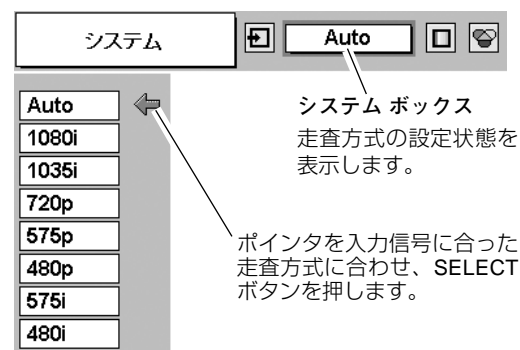 システム
Auto
システム ボックス
走査方式の設定状態を
表示します。
Auto
1080i
1035i
720p
575p
480p
575i
480i
ポインタを入力信号に合った
走査方式に合わせ、SELECT
ボタンを押します。